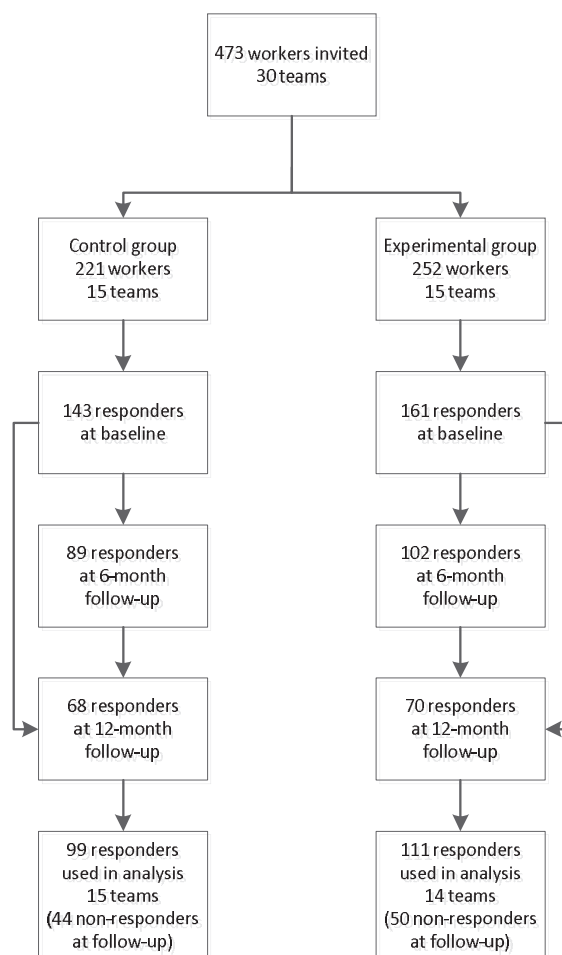 473 workers invited
30 teams
Control group
221 workers
15 teams
Experimental group
252 workers
15 teams
143 responders
at baseline
161 responders
at baseline
89 responders
at 6-month
follow-up
102 responders
at 6-month
follow-up
68 responders
at 12-month
follow-up
70 responders
at 12-month
follow-up
99 responders
used in analysis
15 teams
(44 non-responders
at follow-up)
111 responders
used in analysis
14 teams
(50 non-responders
at follow-up)